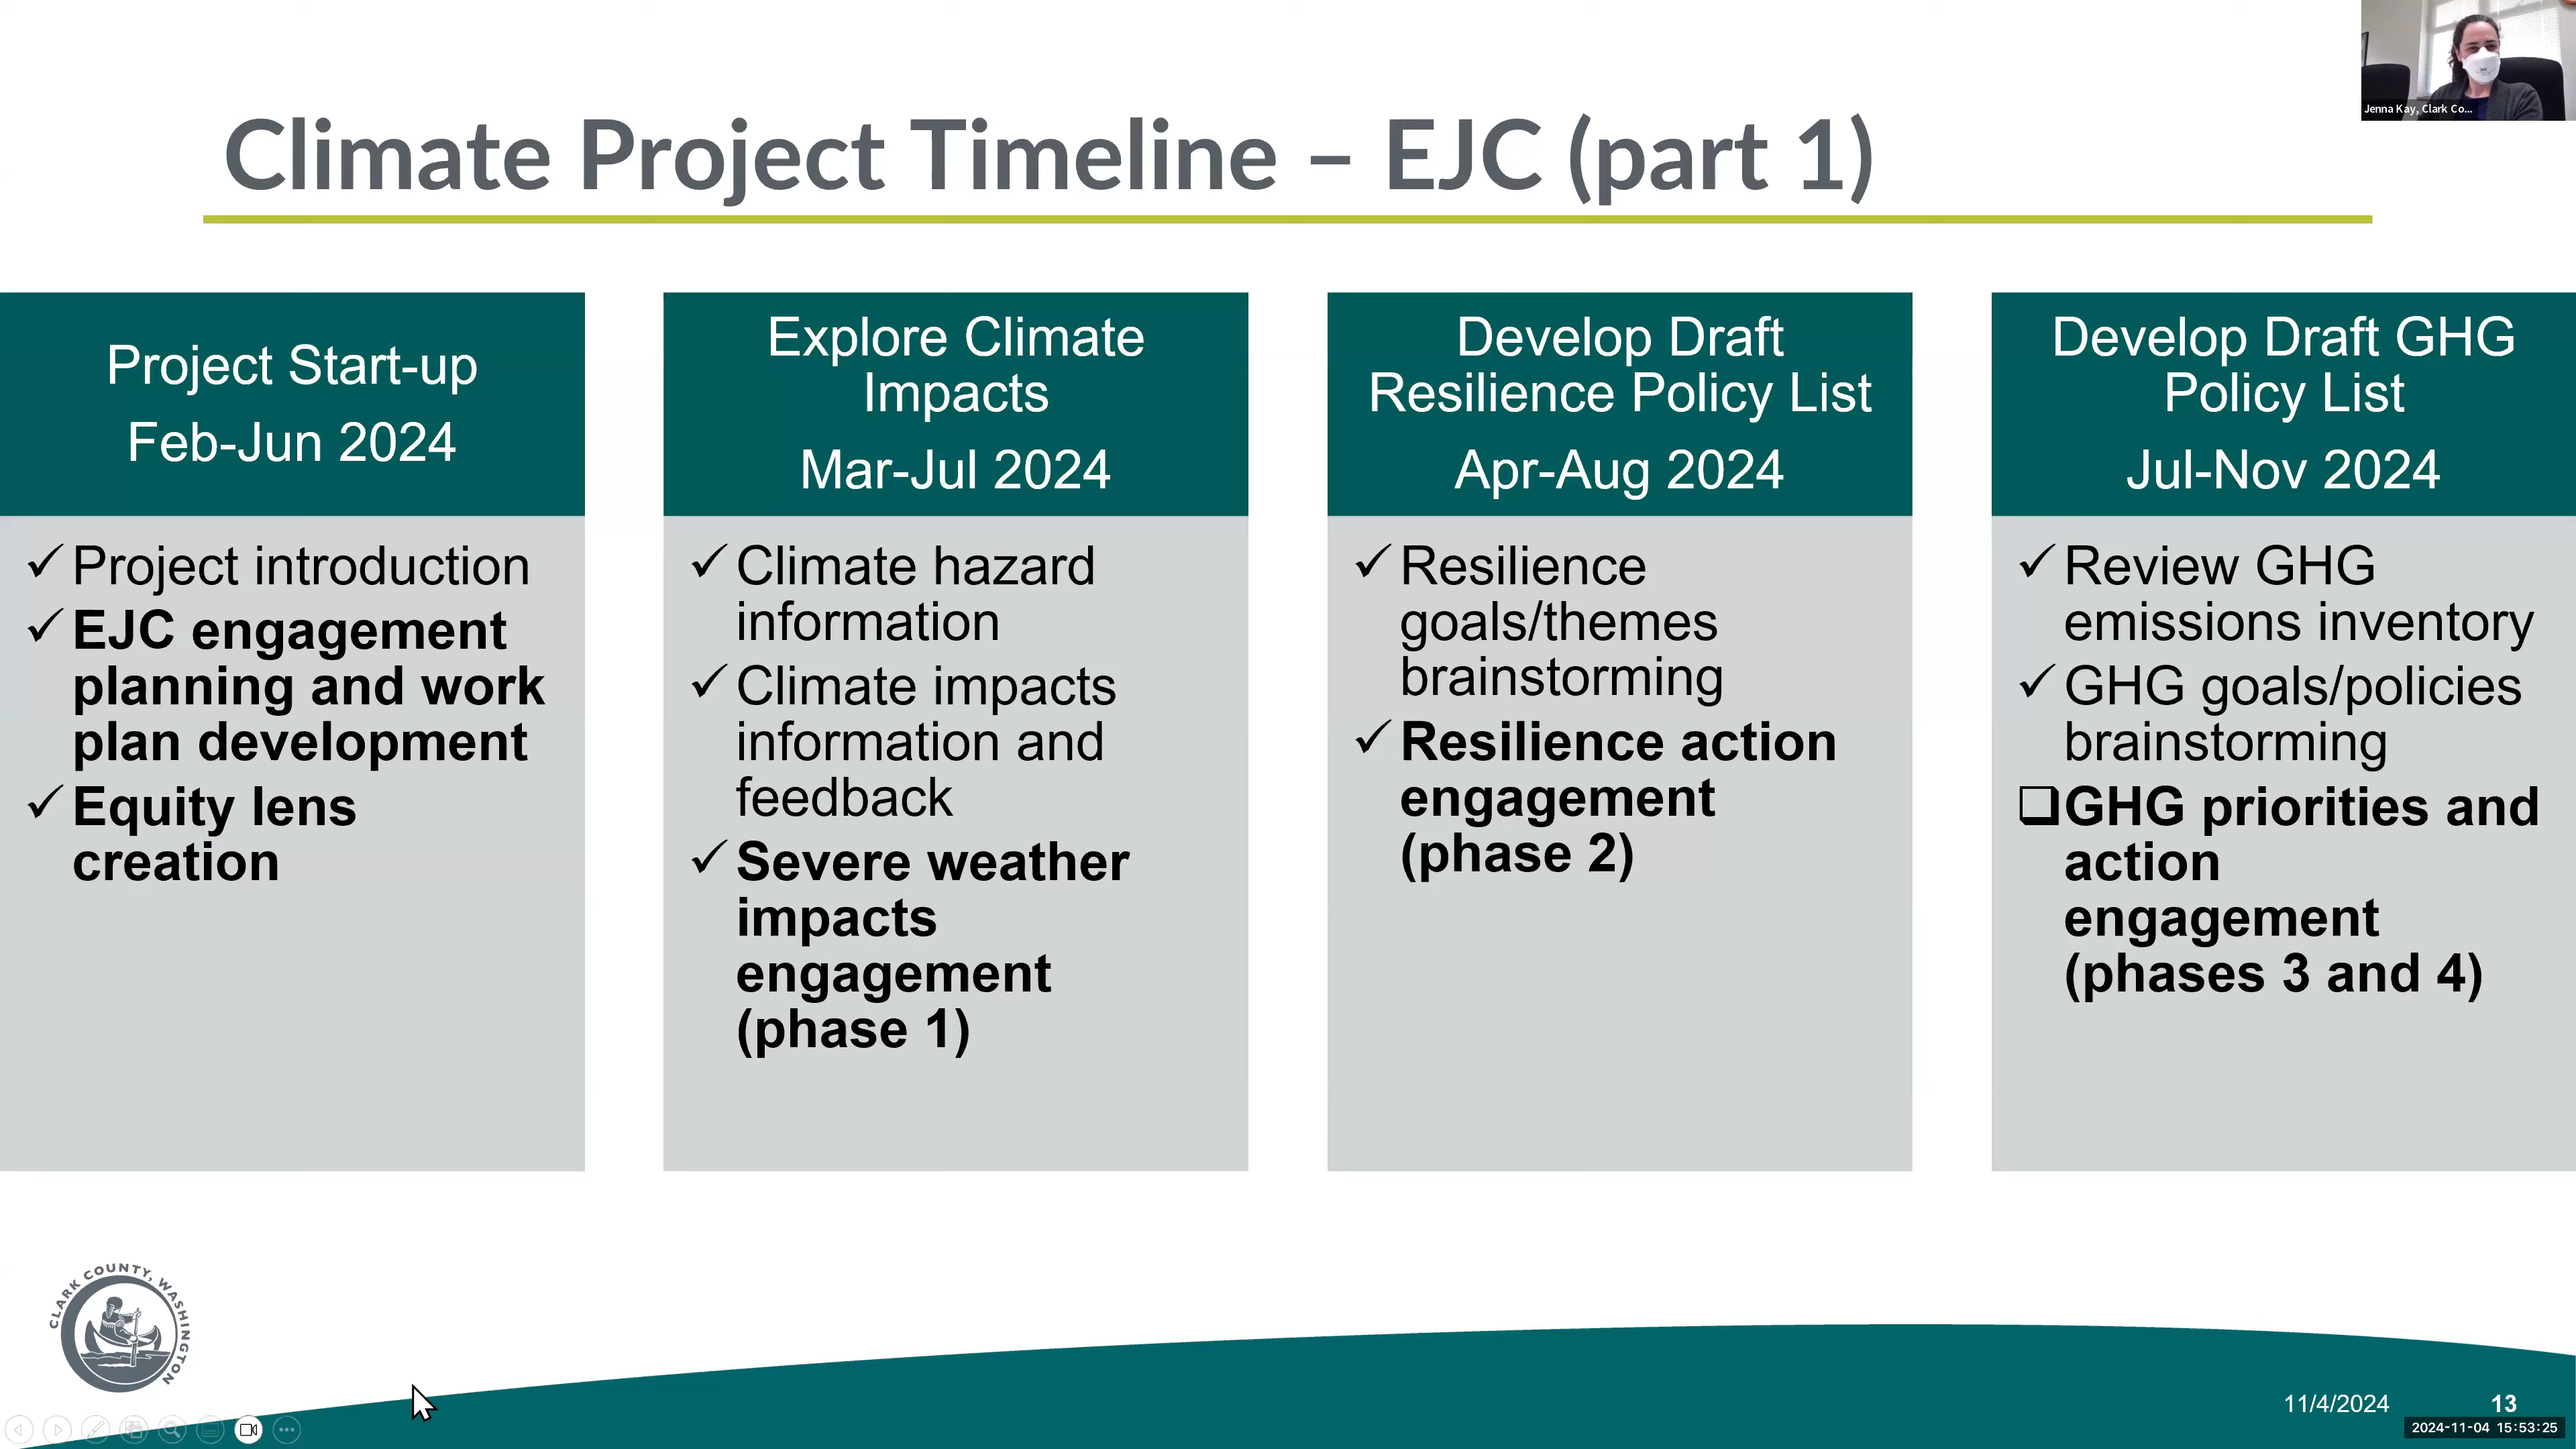 Jenna Kay, Clark Co...
Climate Project Timeline – EJC (part 1)
Project Start-up
Feb-Jun 2024
✓Project introduction
✓EJC engagement
planning and work
plan development
✓Equity lens
creation
Explore Climate
Impacts
Mar-Jul 2024
✓Climate hazard
information
✓Climate impacts
information and
feedback
✓Severe weather
impacts
engagement
(phase 1)
Develop Draft
Resilience Policy List
Apr-Aug 2024
✓Resilience
goals/themes
brainstorming
✓Resilience action
engagement
(phase 2)
Develop Draft GHG
Policy List
Jul-Nov 2024
✓Review GHG
emissions inventory
✓GHG goals/policies
brainstorming
❑GHG priorities and
action
engagement
(phases 3 and 4)
CLARK COUNTY, WASHINGTON
11/4/2024
13
2024-11-04 15:53:25